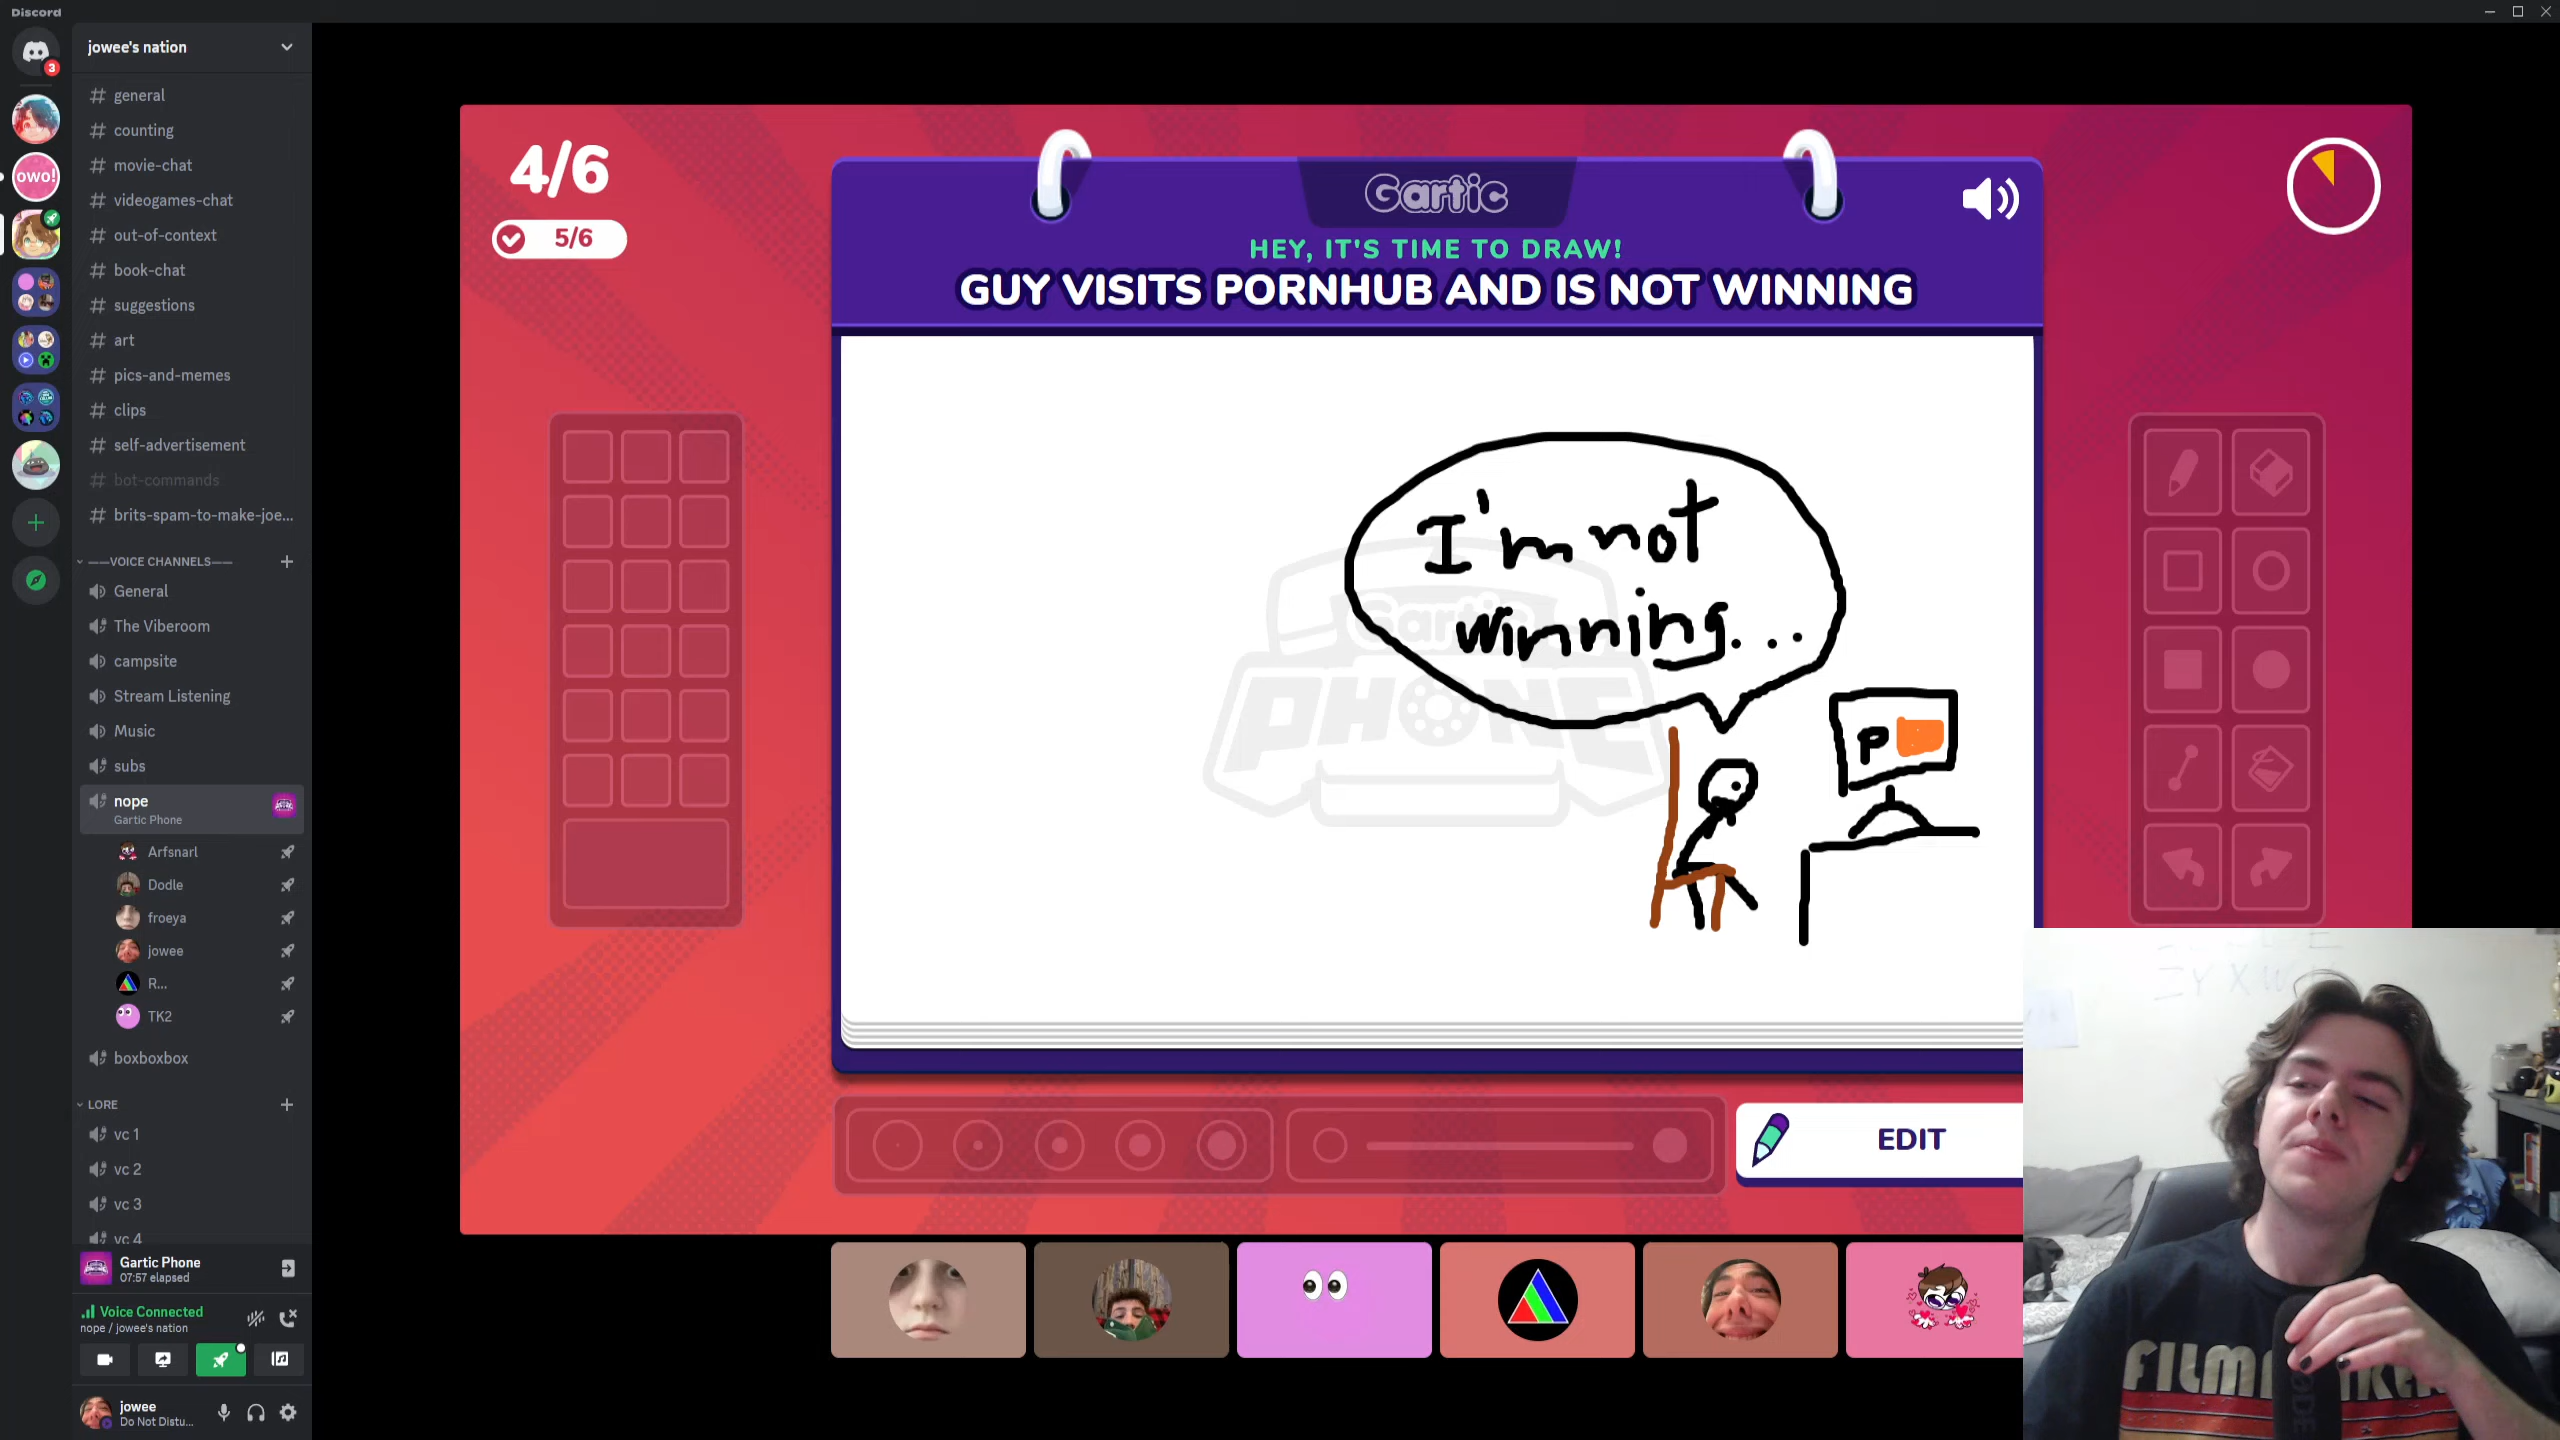 Discord
jowee's nation
3
general
counting
movie-chat
videogames-chat
out-of-context
book-chat
suggestions
art
pics-and-memes
clips
self-advertisement
bot-commands
brits-spam-to-make-joe...
owo!
——VOICE CHANNELS——
General
The Viberoom
campsite
Stream Listening
Music
subs
nope
Gartic Phone
Arfsnarl
Dodle
froeya
jowee
R...
TK2
boxboxbox
LORE
vc 1
vc 2
vc 3
vc 4
Gartic Phone
07:57 elapsed
Voice Connected
nope / jowee's nation
jowee
Do Not Distu...
4/6
5/6
Gartic
HEY, IT'S TIME TO DRAW!
GUY VISITS PORNHUB AND IS NOT WINNING
I'm not
winning...
P
PHONE
EDIT